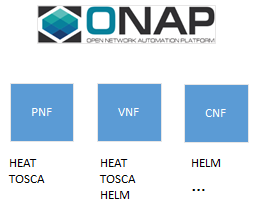 ONAP
OPEN NETWORK AUTOMATION PLATFORM
PNF
VNF
CNF
HEAT
TOSCA
HEAT
TOSCA
HELM
HELM
...